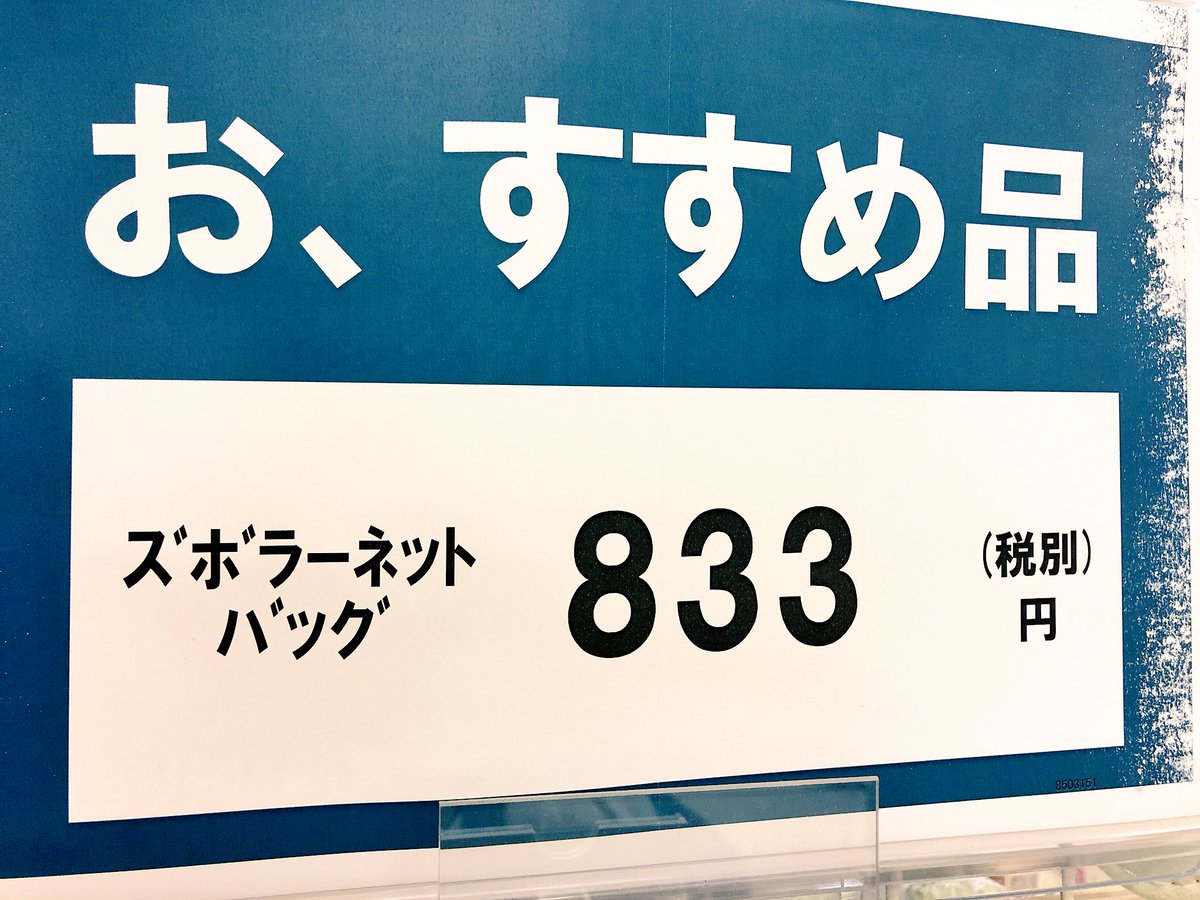 お、すすめ品
ズボラーネット
バッグ
833
(税別)
円
8503151